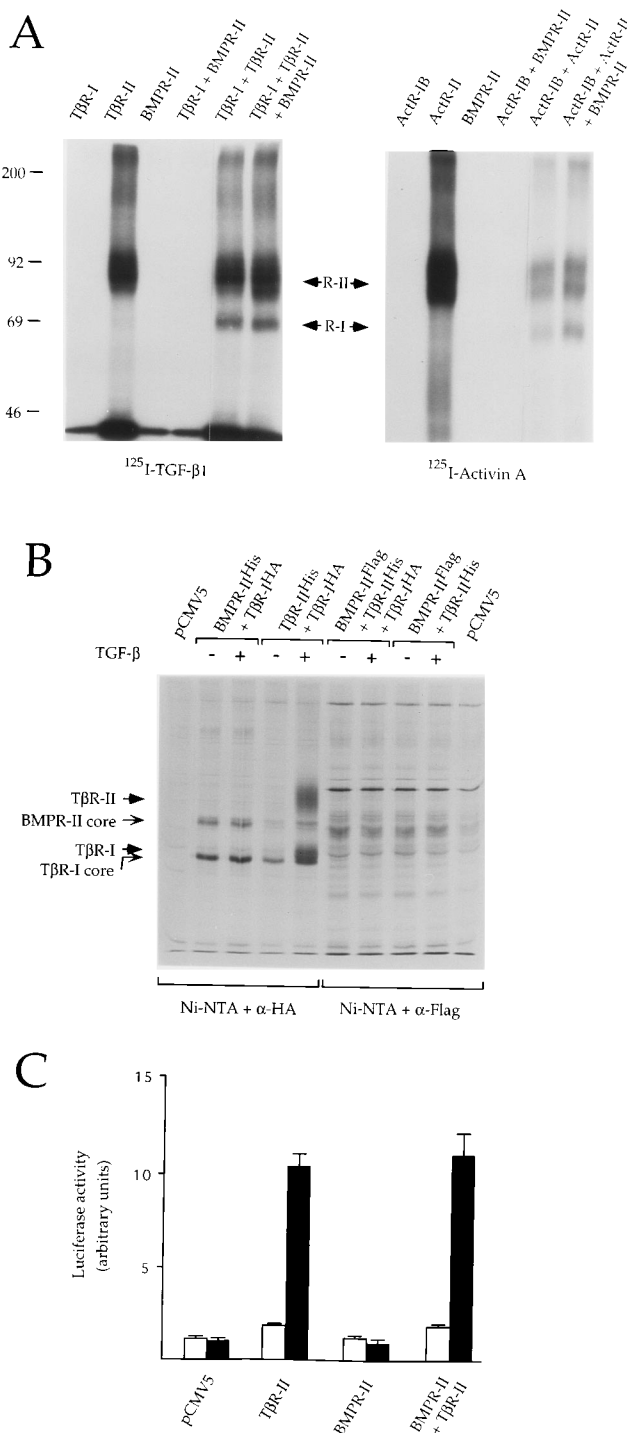 A
TβR-I
TβR-II
BMPR-II
TβR-I + BMPR-II
TβR-I + TβR-II
TβR-I + TβR-II
+ BMPR-II
ActR-IB
ActR-II
BMPR-II
ActR-IB + BMPR-II
ActR-IB + ActR-II
ActR-IB + ActR-II
+ BMPR-II
200
92
69
46
R-II
R-I
125I-TGF-β1
125I-Activin A
B
pCMV5
BMPR-IIHis
+ TβR-IHA
TβR-IIHis
+ TβR-IHA
BMPR-IIFlag
+ TβR-IIHis
+ TβR-IHA
BMPR-IIFlag
+ TβR-IIHis
pCMV5
TGF-β - + - + - + - +
TβR-II
BMPR-II core
TβR-I
TβR-I core
Ni-NTA + α-HA
Ni-NTA + α-Flag
C
15
10
5
Luciferase activity
(arbitrary units)
pCMV5
TβR-II
BMPR-II
BMPR-II
+ TβR-II